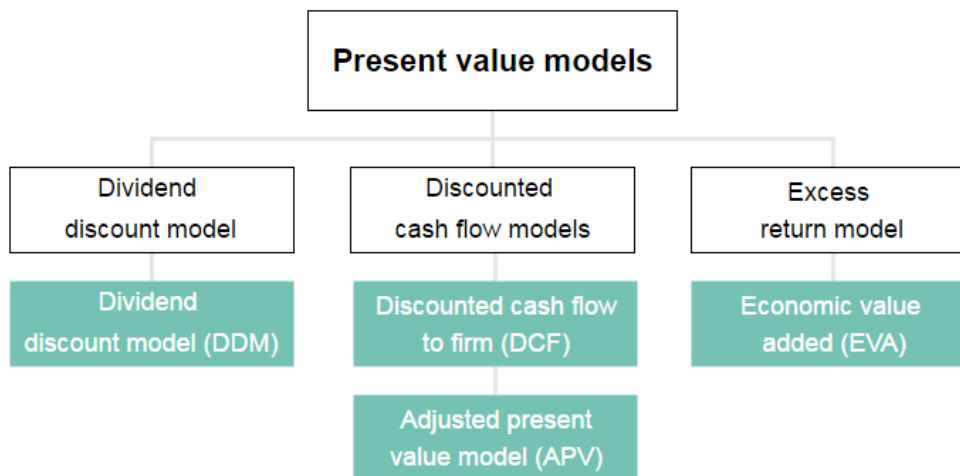 Present value models
Dividend
discount model
Discounted
cash flow models
Excess
return model
Dividend
discount model (DDM)
Discounted cash flow
to firm (DCF)
Economic value
added (EVA)
Adjusted present
value model (APV)